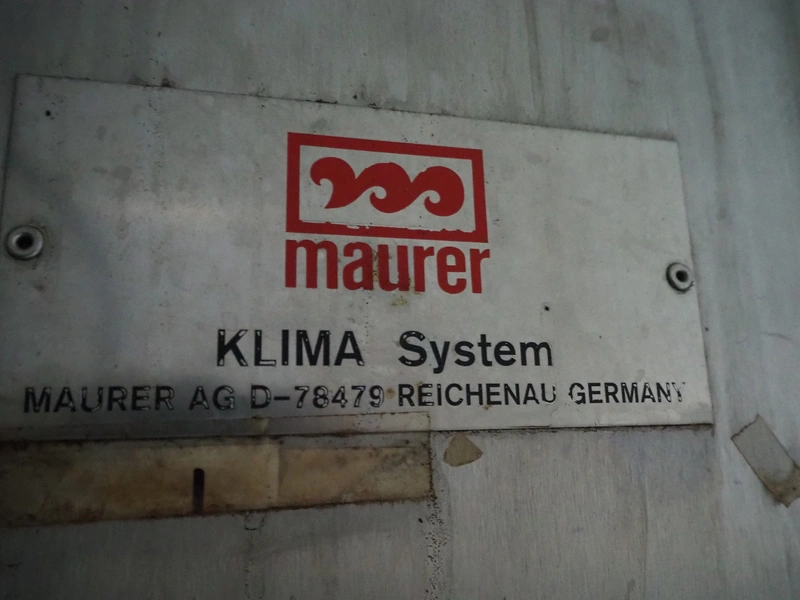 maurer
KLIMA System
MAURER AG D-78479 REICHENAU GERMANY